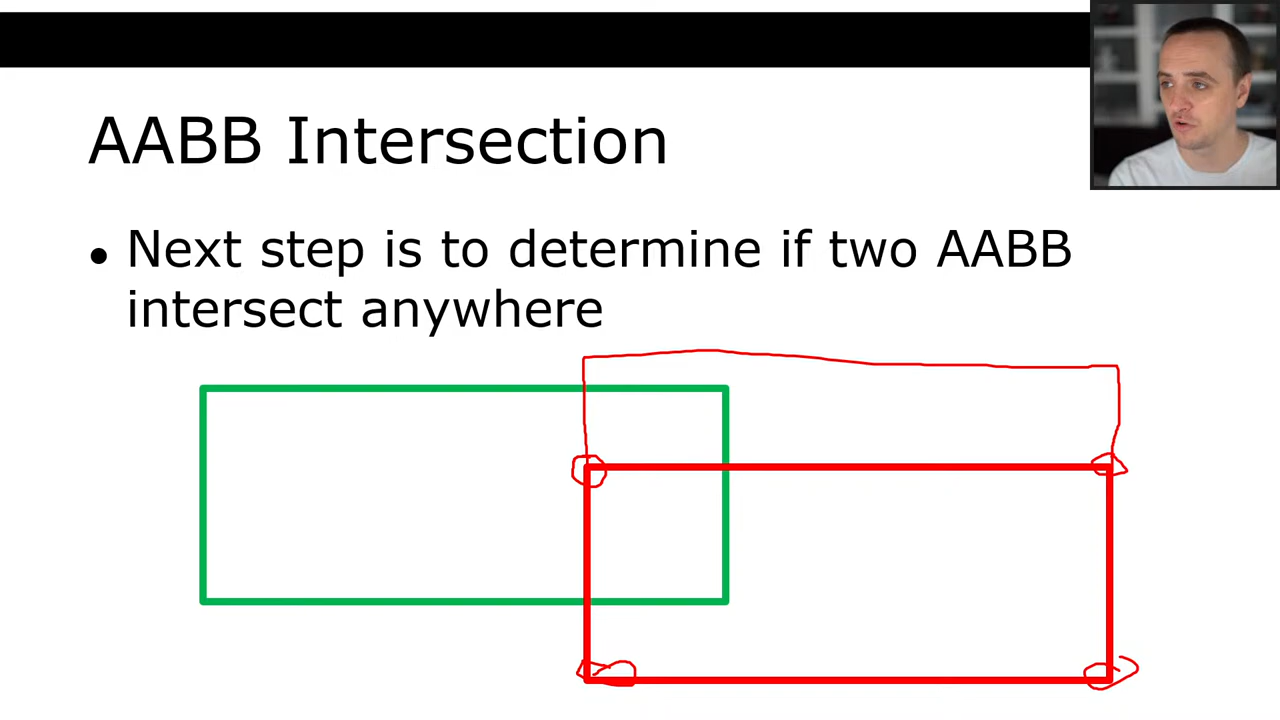 AABB Intersection
Next step is to determine if two AABB
intersect anywhere